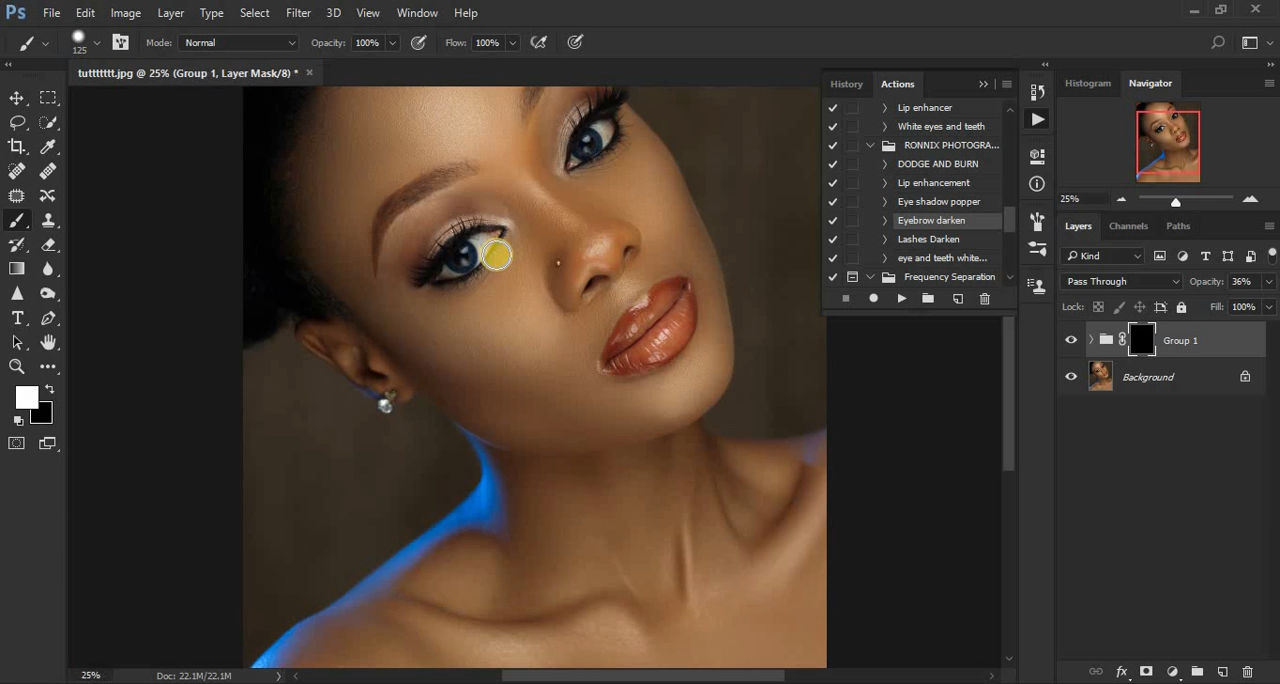 Ps File Edit Image Layer Type Select Filter 3D View Window Help
125 Mode: Normal Opacity: 100% Flow: 100%
tuttttttt.jpg @ 25% (Group 1, Layer Mask/8) * ×
History Actions
Lip enhancer
White eyes and teeth
RONNIX PHOTOGRA...
DODGE AND BURN
Lip enhancement
Eye shadow popper
Eyebrow darken
Lashes Darken
eye and teeth white...
Frequency Separation
Histogram Navigator
25%
Layers Channels Paths
Kind
Pass Through Opacity: 36%
Lock: Fill: 100%
Group 1
Background
25% Doc: 22.1M/22.1M